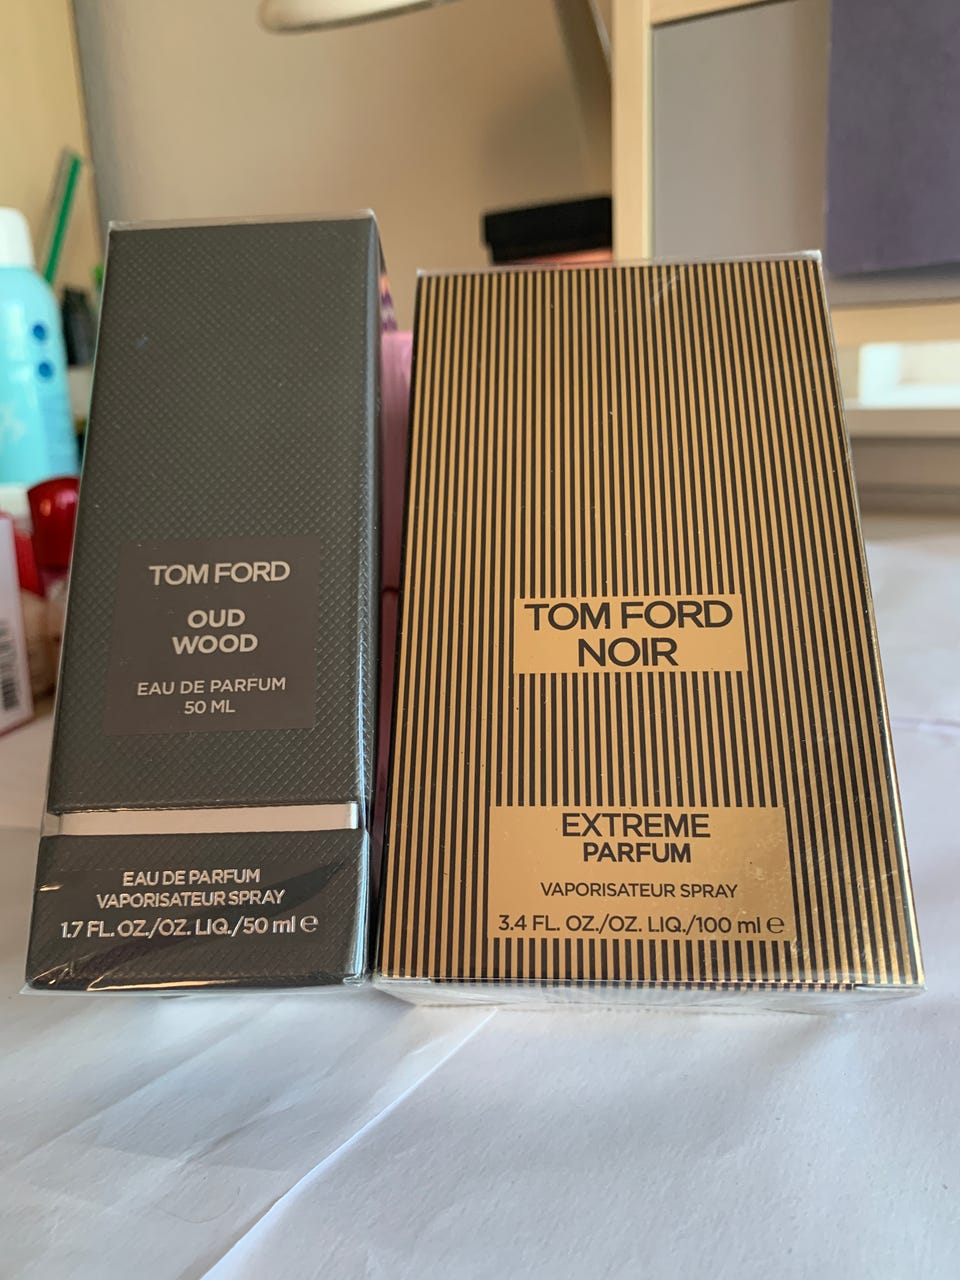 TOM FORD
OUD
WOOD
EAU DE PARFUM
50 ML
EAU DE PARFUM
VAPORISATEUR SPRAY
1.7 FL. OZ./OZ. LIQ./50 ml ℮
TOM FORD
NOIR
EXTREME
PARFUM
VAPORISATEUR SPRAY
3.4 FL. OZ./OZ. LIQ./100 ml ℮